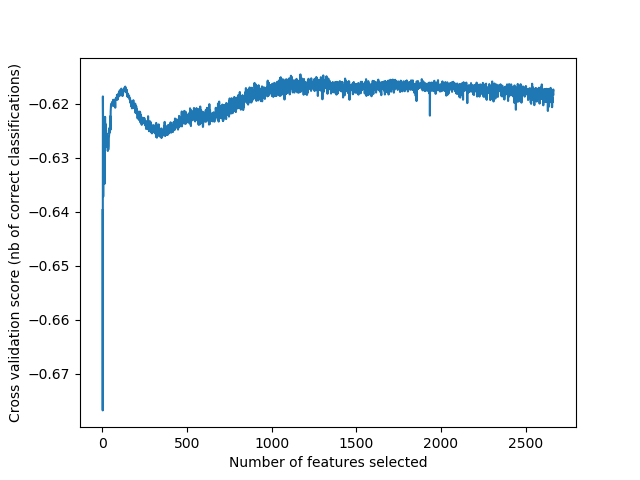 Cross validation score (nb of correct classifications)
−0.62
−0.63
−0.64
−0.65
−0.66
−0.67
0 500 1000 1500 2000 2500
Number of features selected